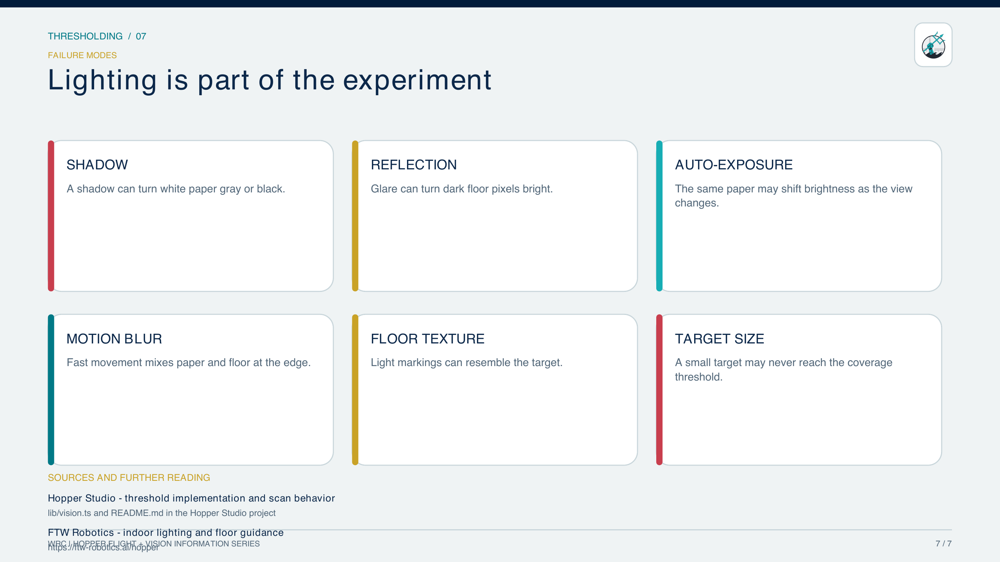 THRESHOLDING / 07
FAILURE MODES
Lighting is part of the experiment
SHADOW
A shadow can turn white paper gray or black.
REFLECTION
Glare can turn dark floor pixels bright.
AUTO-EXPOSURE
The same paper may shift brightness as the view
changes.
MOTION BLUR
Fast movement mixes paper and floor at the edge.
FLOOR TEXTURE
Light markings can resemble the target.
TARGET SIZE
A small target may never reach the coverage
threshold.
SOURCES AND FURTHER READING
Hopper Studio - threshold implementation and scan behavior
lib/vision.ts and README.md in the Hopper Studio project
FTW Robotics - indoor lighting and floor guidance
WRC | HOPPER FLIGHT + VISION INFORMATION SERIES
https://ftw-robotics.ai/hopper
7 / 7